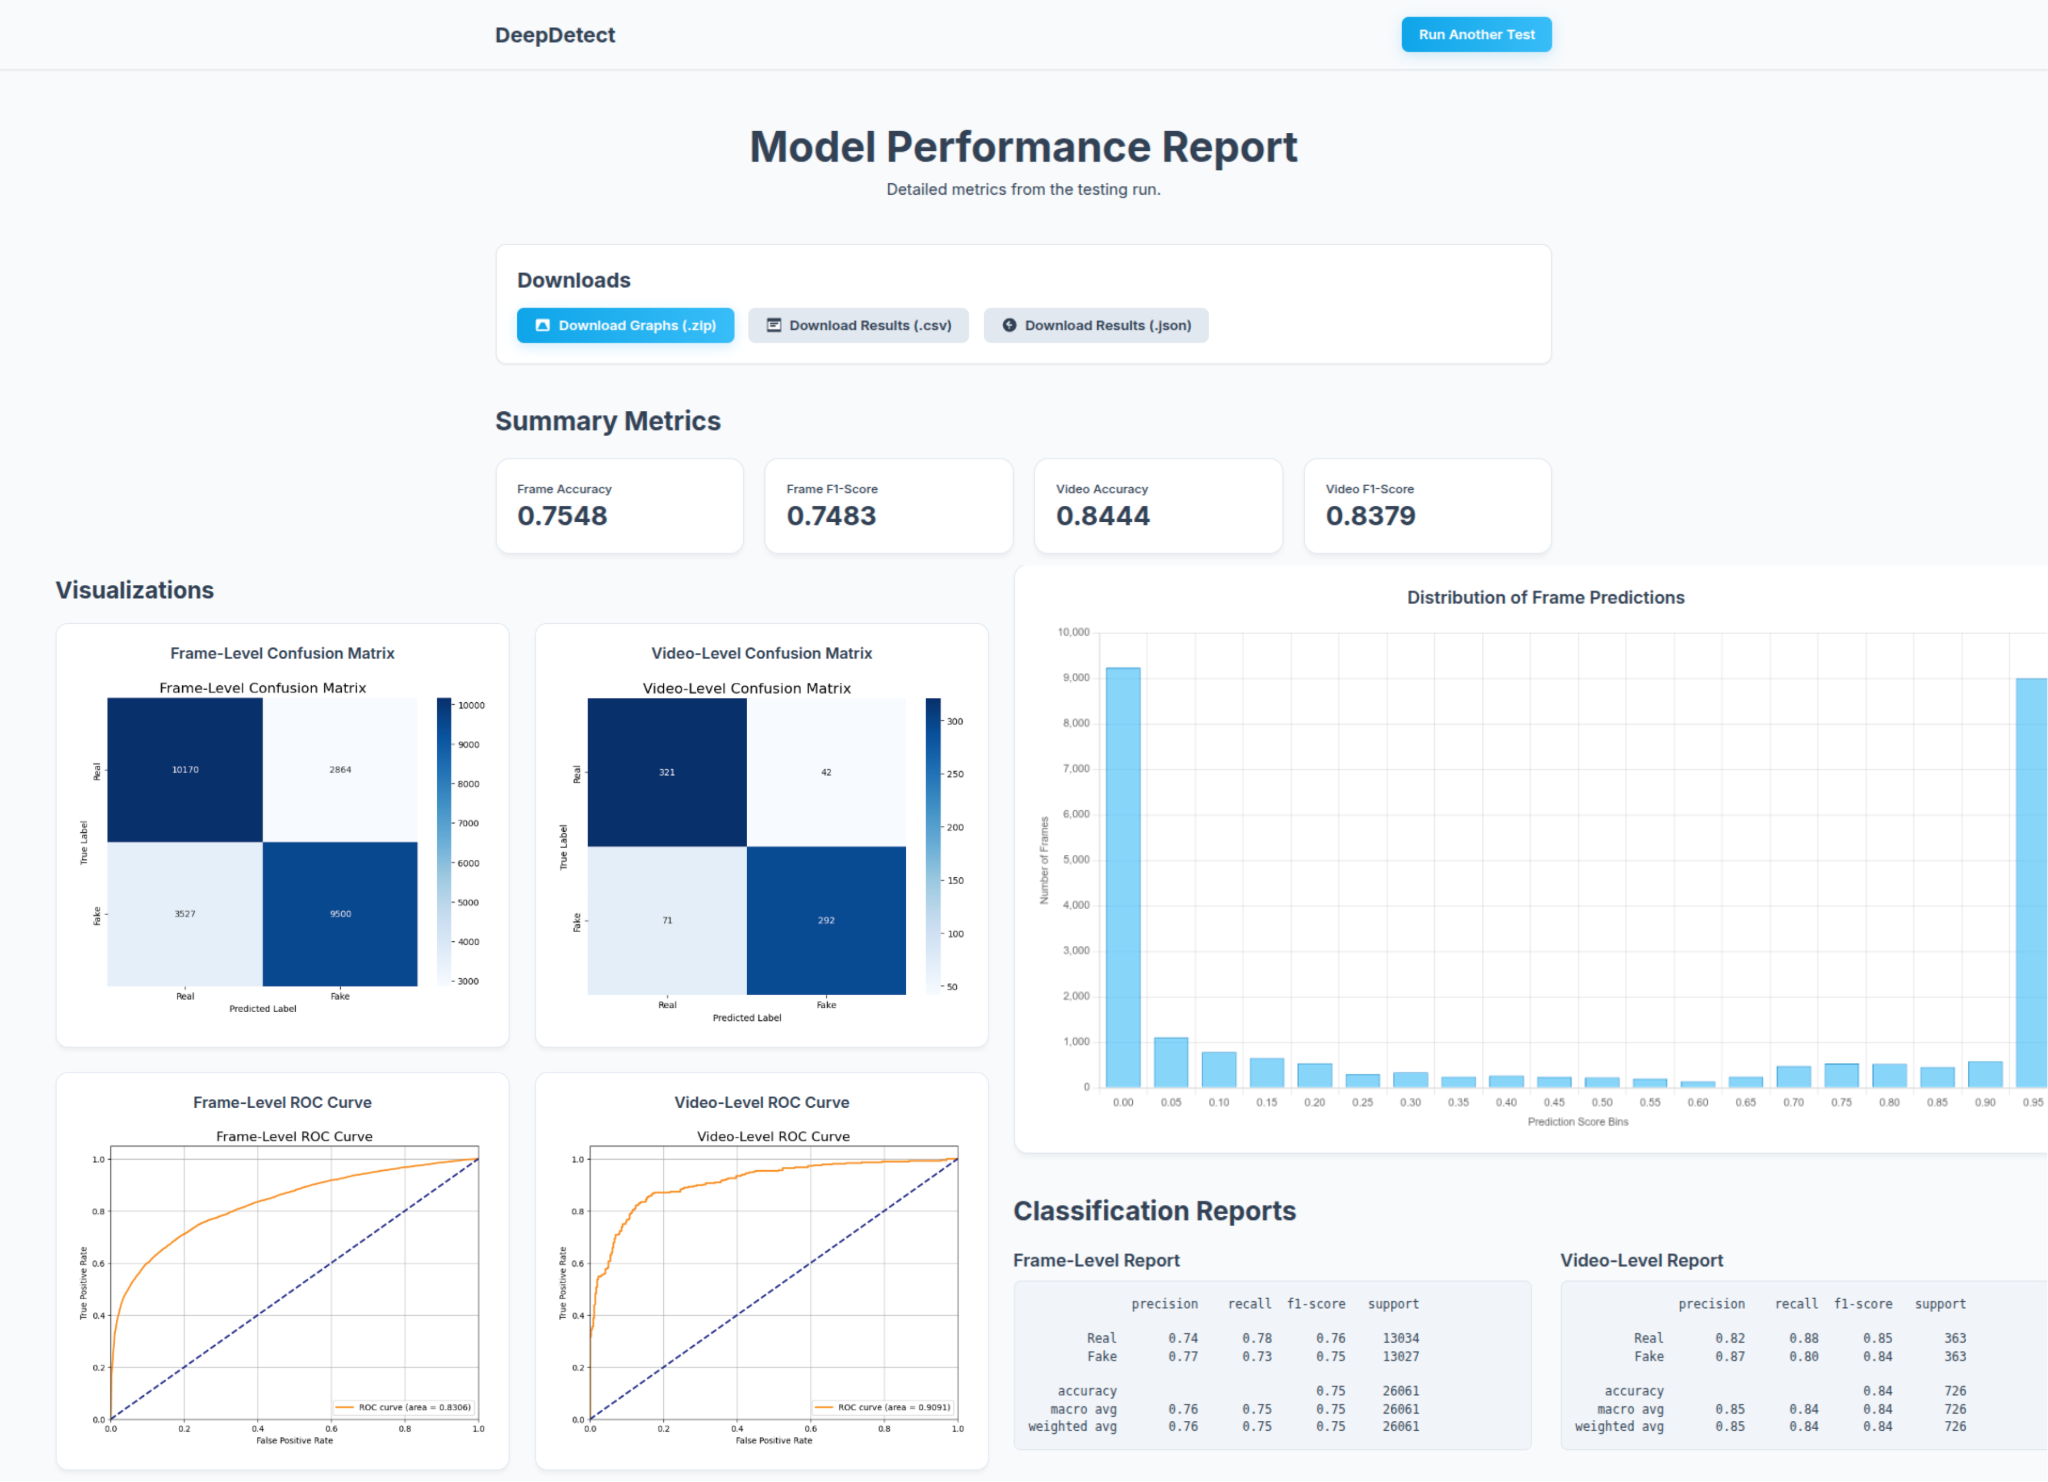 DeepDetect
Run Another Test
Model Performance Report
Detailed metrics from the testing run.
Downloads
Download Graphs (.zip)
Download Results (.csv)
Download Results (.json)
Summary Metrics
Frame Accuracy
0.7548
Frame F1-Score
0.7483
Video Accuracy
0.8444
Video F1-Score
0.8379
Visualizations
Frame-Level Confusion Matrix
Frame-Level Confusion Matrix
Real
Fake
True Label
10170
2864
3527
9500
Real
Fake
Predicted Label
10000
9000
8000
7000
6000
5000
4000
3000
Video-Level Confusion Matrix
Video-Level Confusion Matrix
Real
Fake
True Label
321
42
71
292
Real
Fake
Predicted Label
300
250
200
150
100
50
Distribution of Frame Predictions
Number of Frames
10,000
9,000
8,000
7,000
6,000
5,000
4,000
3,000
2,000
1,000
0
0.00 0.05 0.10 0.15 0.20 0.25 0.30 0.35 0.40 0.45 0.50 0.55 0.60 0.65 0.70 0.75 0.80 0.85 0.90 0.95
Prediction Score Bins
Frame-Level ROC Curve
Frame-Level ROC Curve
True Positive Rate
1.0
0.8
0.6
0.4
0.2
0.0
ROC curve (area = 0.8306)
0.0 0.2 0.4 0.6 0.8 1.0
False Positive Rate
Video-Level ROC Curve
Video-Level ROC Curve
True Positive Rate
1.0
0.8
0.6
0.4
0.2
0.0
ROC curve (area = 0.9091)
0.0 0.2 0.4 0.6 0.8 1.0
False Positive Rate
Classification Reports
Frame-Level Report
precision recall f1-score support
Real 0.74 0.78 0.76 13034
Fake 0.77 0.73 0.75 13027
accuracy 0.75 26061
macro avg 0.76 0.75 0.75 26061
weighted avg 0.76 0.75 0.75 26061
Video-Level Report
precision recall f1-score support
Real 0.82 0.88 0.85 363
Fake 0.87 0.80 0.84 363
accuracy 0.84 726
macro avg 0.85 0.84 0.84 726
weighted avg 0.85 0.84 0.84 726